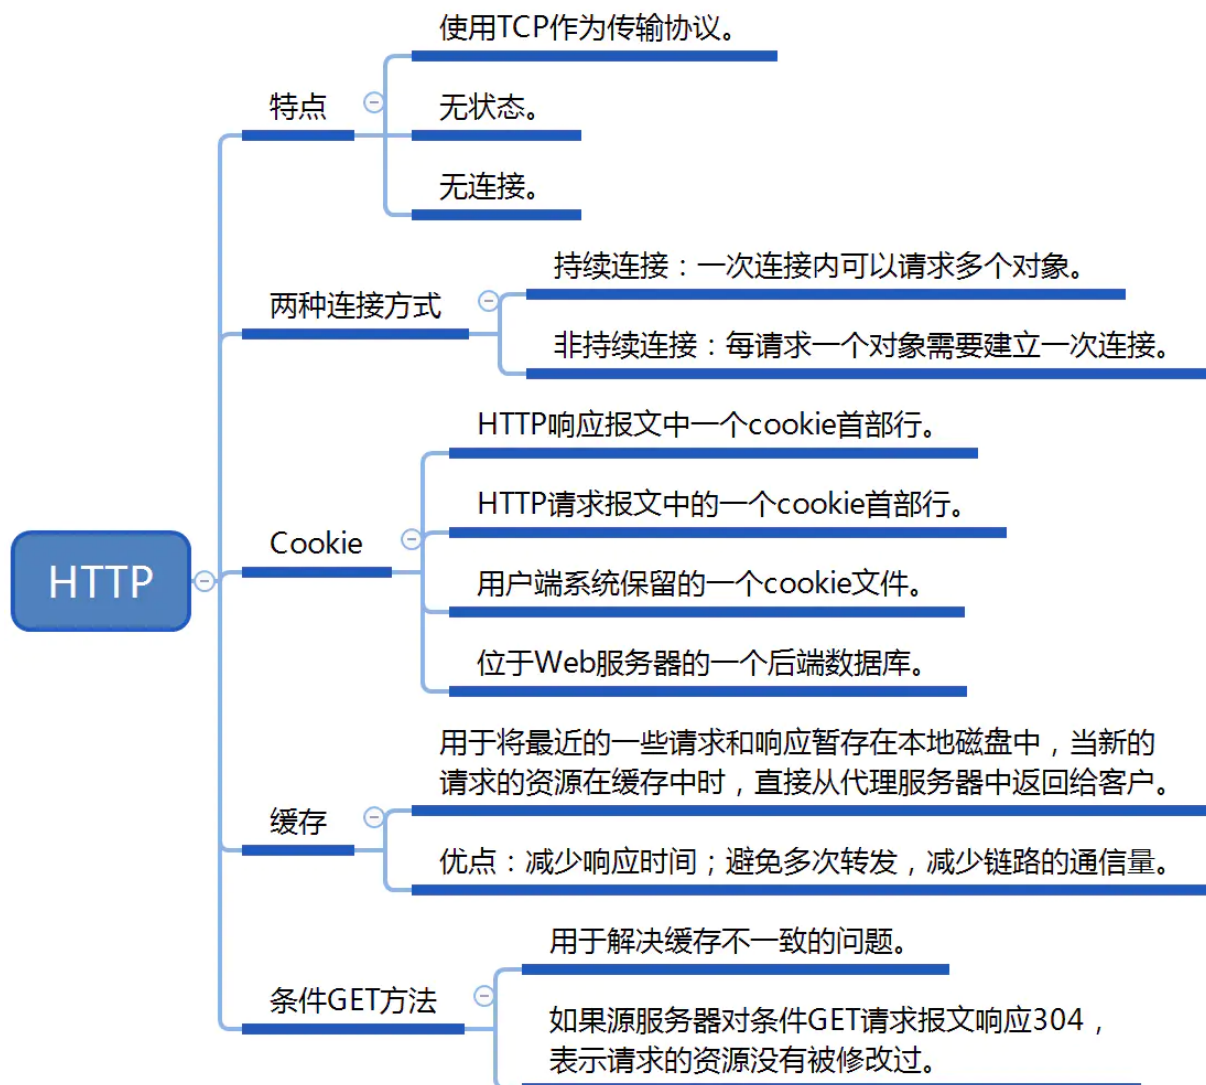 使用TCP作为传输协议。
特点
无状态。
无连接。
持续连接：一次连接内可以请求多个对象。
两种连接方式
非持续连接：每请求一个对象需要建立一次连接。
HTTP响应报文中一个cookie首部行。
HTTP请求报文中的一个cookie首部行。
Cookie
HTTP
用户端系统保留的一个cookie文件。
位于Web服务器的一个后端数据库。
用于将最近的一些请求和响应暂存在本地磁盘中，当新的
请求的资源在缓存中时，直接从代理服务器中返回给客户。
缓存
优点：减少响应时间；避免多次转发，减少链路的通信量。
用于解决缓存不一致的问题。
条件GET方法
如果源服务器对条件GET请求报文响应304，
表示请求的资源没有被修改过。